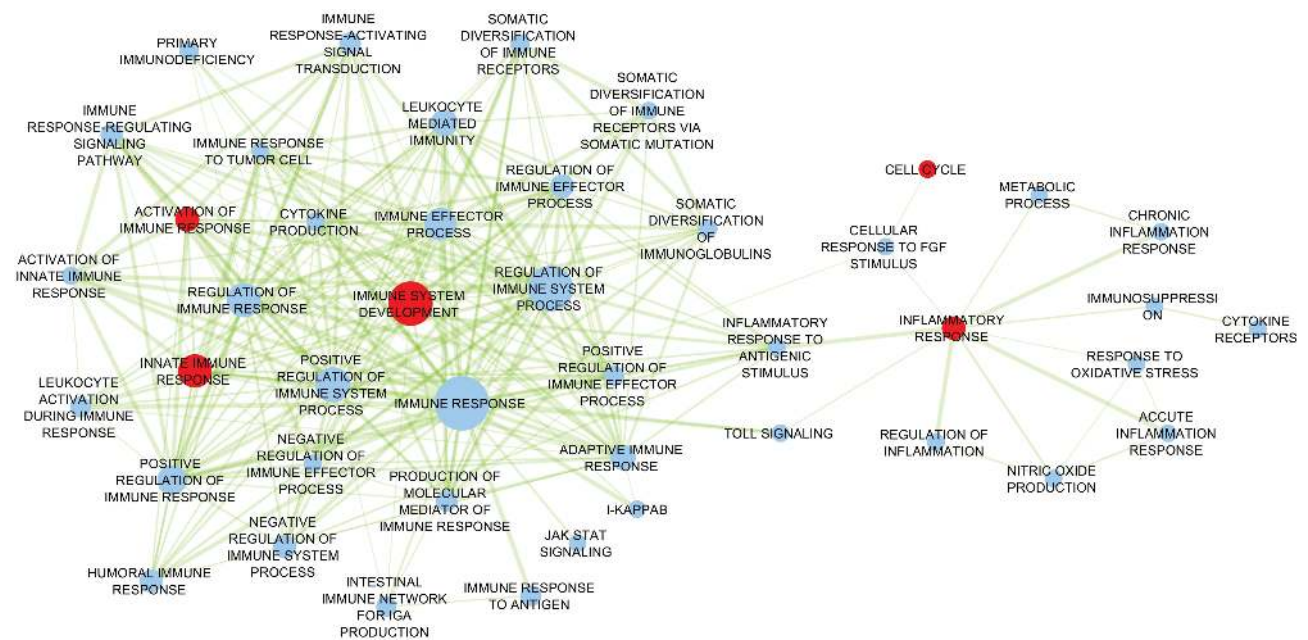 PRIMARY
IMMUNODEFICIENCY
IMMUNE
RESPONSE-ACTIVATING
SIGNAL
TRANSDUCTION
SOMATIC
DIVERSIFICATION
OF IMMUNE
RECEPTORS
SOMATIC
DIVERSIFICATION
OF IMMUNE
RECEPTORS VIA
SOMATIC MUTATION
IMMUNE
RESPONSE-REGULATING
SIGNALING
PATHWAY
IMMUNE RESPONSE
TO TUMOR CELL
LEUKOCYTE
MEDIATED
IMMUNITY
REGULATION OF
IMMUNE EFFECTOR
PROCESS
CELL CYCLE
METABOLIC
PROCESS
ACTIVATION OF
IMMUNE RESPONSE
CYTOKINE
PRODUCTION
IMMUNE EFFECTOR
PROCESS
SOMATIC
DIVERSIFICATION
OF
IMMUNOGLOBULINS
CELLULAR
RESPONSE TO FGF
STIMULUS
CHRONIC
INFLAMMATION
RESPONSE
ACTIVATION OF
INNATE IMMUNE
RESPONSE
REGULATION OF
IMMUNE RESPONSE
IMMUNE SYSTEM
DEVELOPMENT
REGULATION OF
IMMUNE SYSTEM
PROCESS
INFLAMMATORY
RESPONSE TO
ANTIGENIC
STIMULUS
INFLAMMATORY
RESPONSE
IMMUNOSUPPRESSI
ON
CYTOKINE
RECEPTORS
INNATE IMMUNE
RESPONSE
POSITIVE
REGULATION OF
IMMUNE SYSTEM
PROCESS
IMMUNE RESPONSE
POSITIVE
REGULATION OF
IMMUNE EFFECTOR
PROCESS
RESPONSE TO
OXIDATIVE STRESS
LEUKOCYTE
ACTIVATION
DURING IMMUNE
RESPONSE
NEGATIVE
REGULATION OF
IMMUNE EFFECTOR
PROCESS
ADAPTIVE IMMUNE
RESPONSE
TOLL SIGNALING
REGULATION OF
INFLAMMATION
ACCUTE
INFLAMMATION
RESPONSE
POSITIVE
REGULATION OF
IMMUNE RESPONSE
PRODUCTION OF
MOLECULAR
MEDIATOR OF
IMMUNE RESPONSE
NITRIC OXIDE
PRODUCTION
I-KAPPAB
NEGATIVE
REGULATION OF
IMMUNE SYSTEM
PROCESS
JAK STAT
SIGNALING
HUMORAL IMMUNE
RESPONSE
INTESTINAL
IMMUNE NETWORK
FOR IGA
PRODUCTION
IMMUNE RESPONSE
TO ANTIGEN